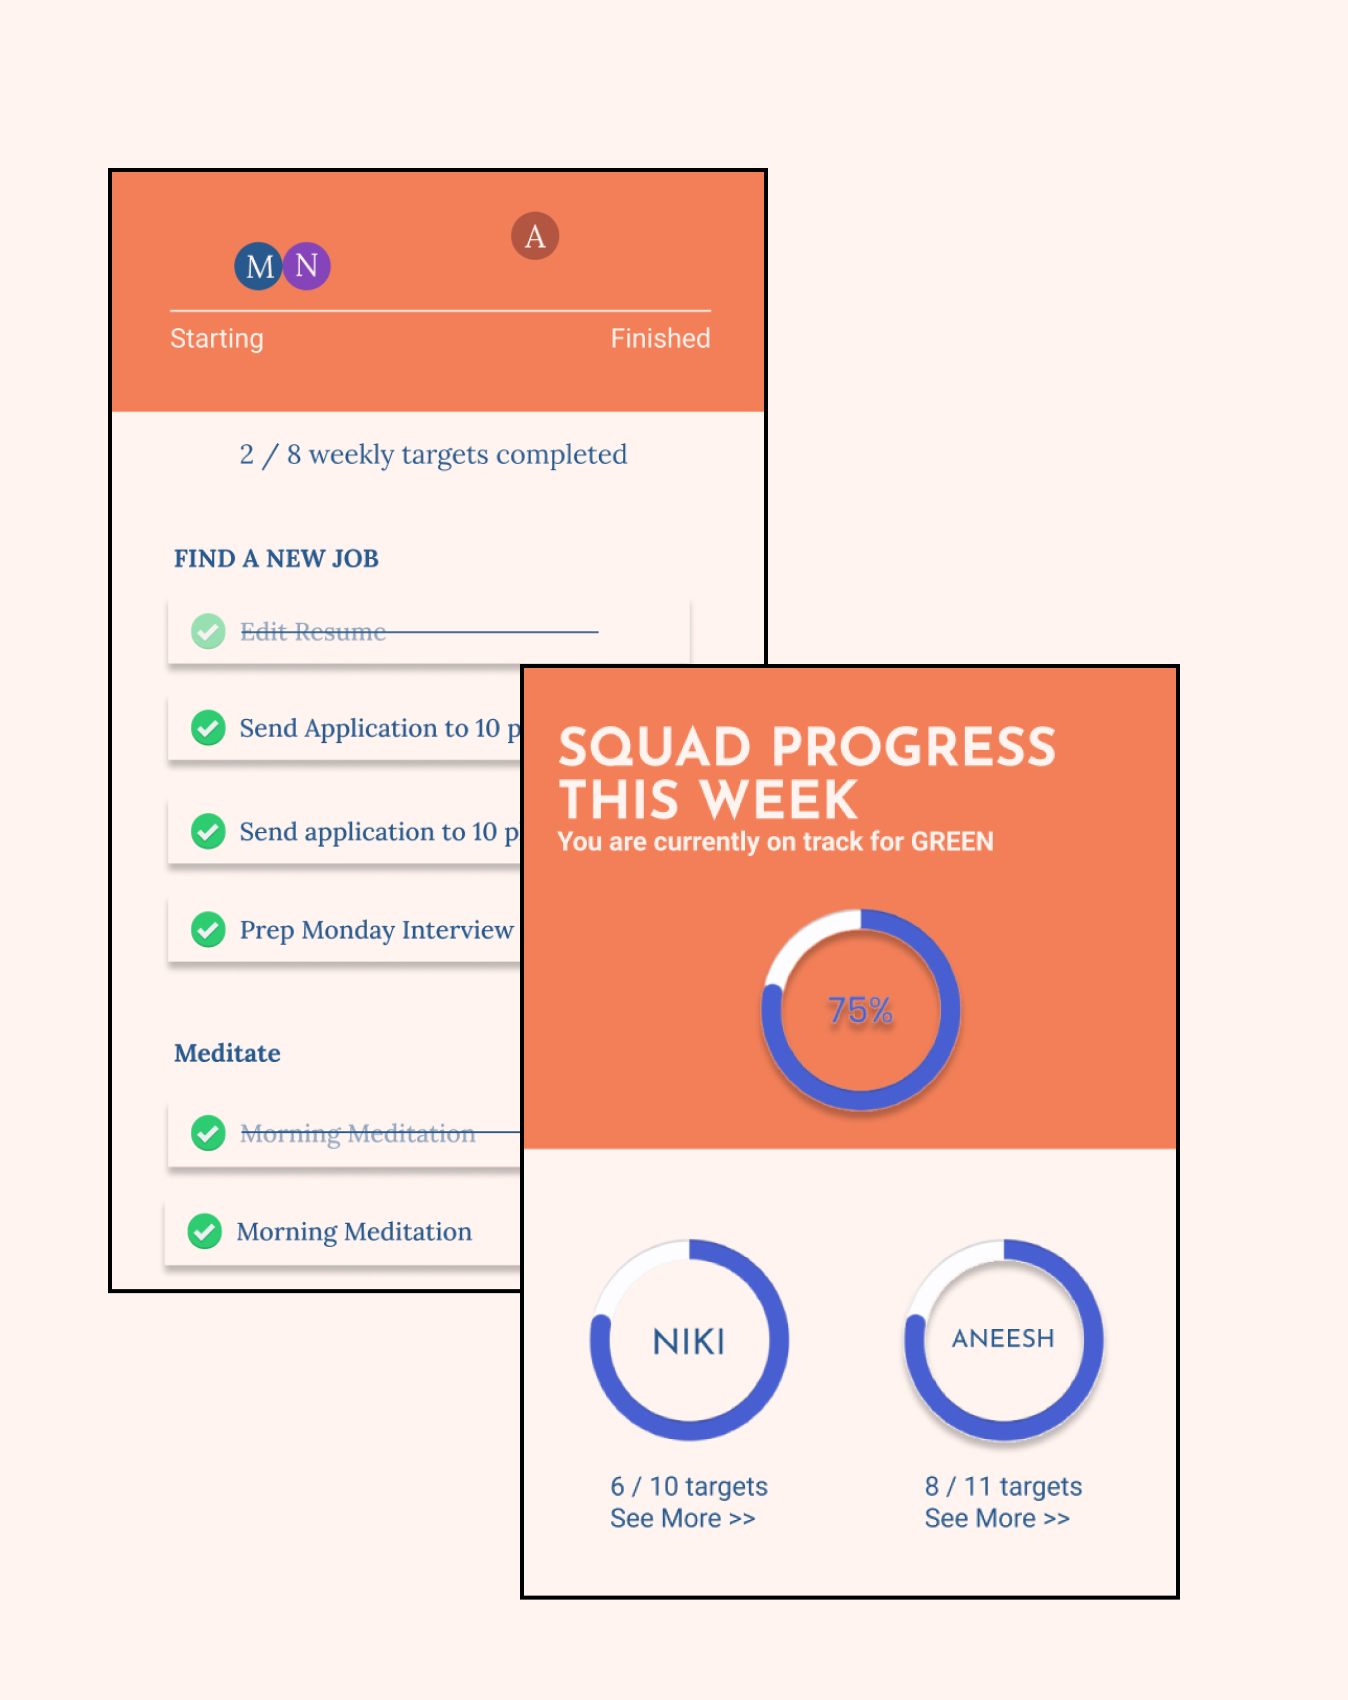 A
M N
Starting Finished
2 / 8 weekly targets completed
FIND A NEW JOB
Edit Resume
Send Application to 10 p
Send application to 10 p
Prep Monday Interview
Meditate
Morning Meditation
Morning Meditation
SQUAD PROGRESS
THIS WEEK
You are currently on track for GREEN
75%
NIKI
6 / 10 targets
See More >>
ANEESH
8 / 11 targets
See More >>